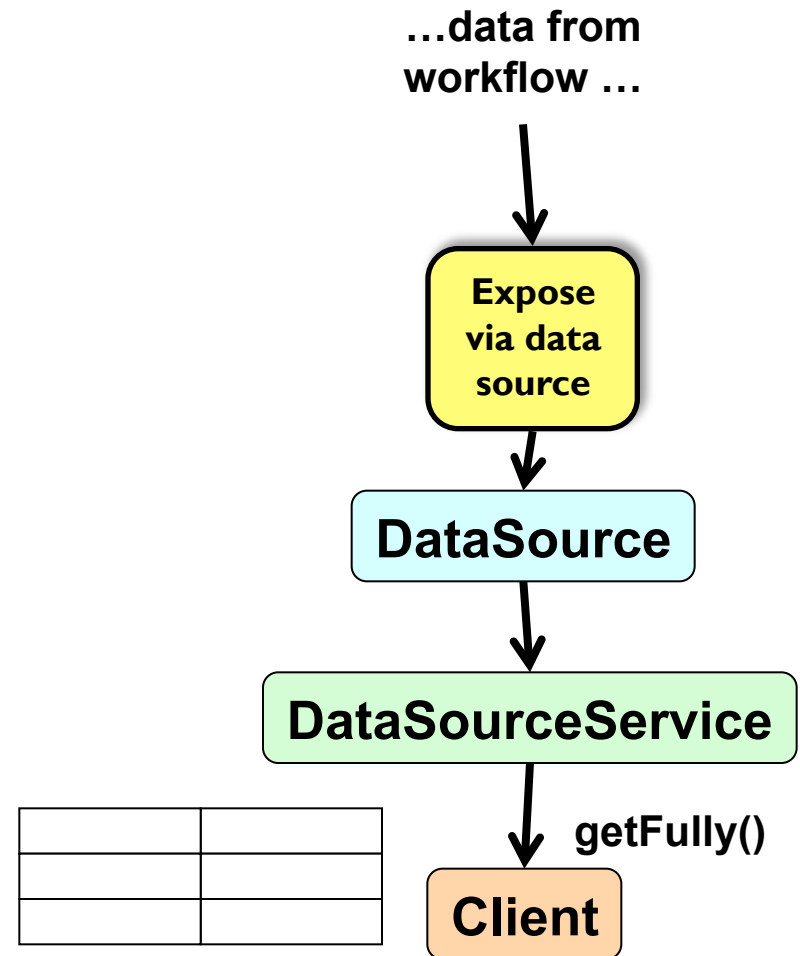 …data from
workflow …
Expose
via data
source
DataSource
DataSourceService
getFully()
Client